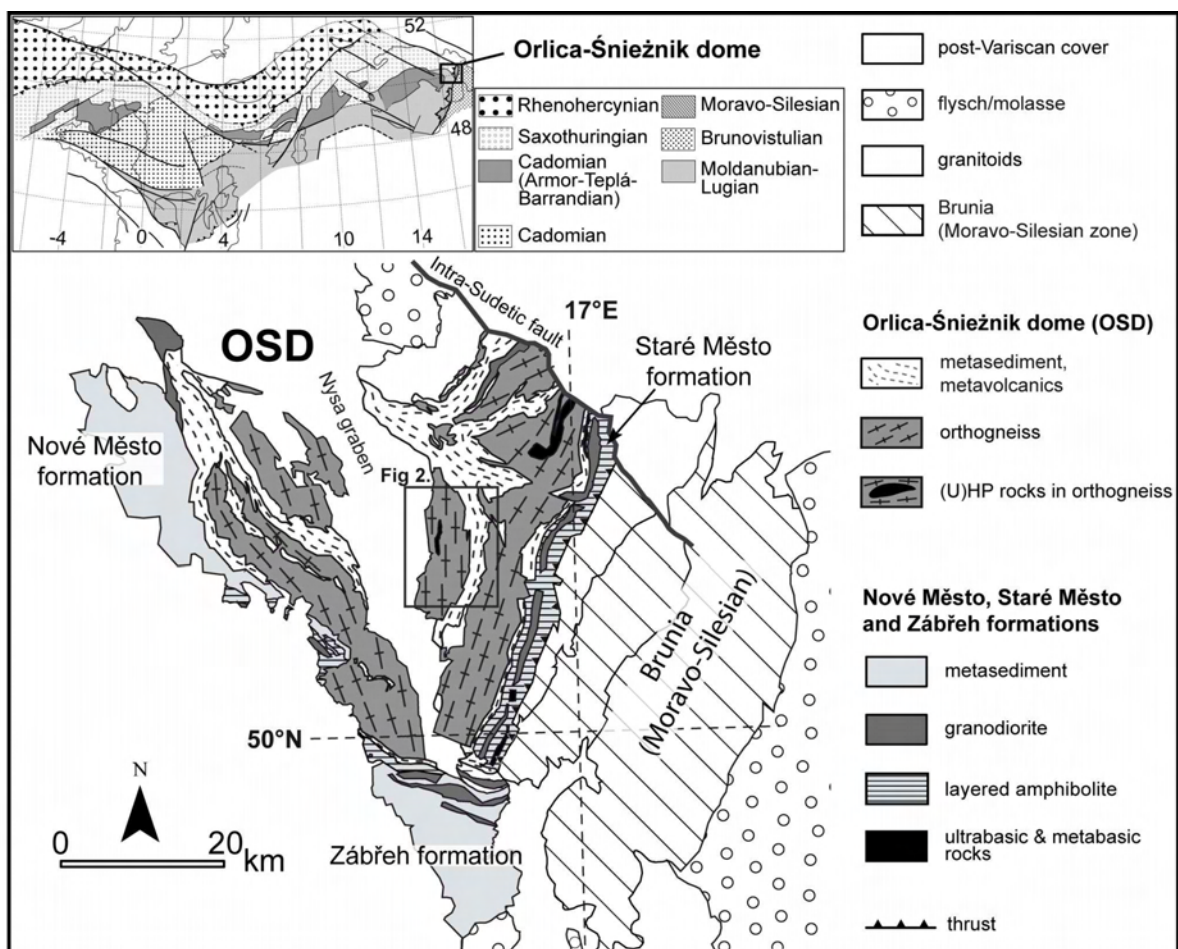 52
48
-4
0
4
10
14
Orlica-Śnieżnik dome
Rhenohercynian
Saxothuringian
Cadomian
(Armor-Teplá-
Barrandian)
Cadomian
Moravo-Silesian
Brunovistulian
Moldanubian-
Lugian
post-Variscan cover
flysch/molasse
granitoids
Brunia
(Moravo-Silesian zone)
Orlica-Śnieżnik dome (OSD)
metasediment,
metavolcanics
orthogneiss
(U)HP rocks in orthogneiss
Nové Město, Staré Město
and Zábřeh formations
metasediment
granodiorite
layered amphibolite
ultrabasic & metabasic
rocks
thrust
Intra-Sudetic fault
17°E
OSD
Staré Město
formation
Nysa graben
Nové Město
formation
Fig 2.
Brunia
(Moravo-Silesian)
50°N
N
0
20
km
Zábřeh formation